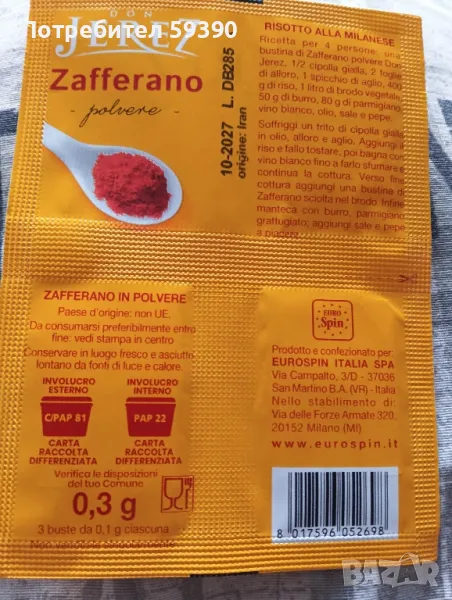 Потребител 59390
DON
JEREZ
Zafferano
- polvere -
10-2027 L. DB285
origine: Iran
RISOTTO ALLA MILANESE
Ricetta per 4 persone: una
bustina di Zafferano polvere Don
Jerez, 1/2 cipolla gialla, 2 foglie
di alloro, 1 spicchio di aglio, 400
g di riso, 1 litro di brodo vegetale,
50 g di burro, 80 g di parmigiano,
vino bianco, olio, sale e pepe.
Soffriggi un trito di cipolla gialla
in olio, alloro e aglio. Aggiungi il
riso e fallo tostare, poi bagna con
vino bianco fino a farlo sfumare e
continua la cottura. Verso fine
cottura aggiungi una bustina di
Zafferano sciolta nel brodo. Infine
manteca con burro, parmigiano
grattugiato; aggiungi sale e pepe
a piacere.
ZAFFERANO IN POLVERE
Paese d'origine: non UE.
Da consumarsi preferibilmente entro
fine: vedi stampa in centro
Conservare in luogo fresco e asciutto
lontano da fonti di luce e calore.
INVOLUCRO ESTERNO
C/PAP 81
CARTA
RACCOLTA
DIFFERENZIATA
INVOLUCRO INTERNO
PAP 22
CARTA
RACCOLTA
DIFFERENZIATA
Verifica le disposizioni
del tuo Comune
0,3 g
3 buste da 0,1 g ciascuna
Non vendibili singolarmente
EURO
Spin
Prodotto e confezionato per:
EUROSPIN ITALIA SPA
Via Campalto, 3/D - 37036
San Martino B.A. (VR) - Italia
Nello stabilimento di:
Via delle Forze Armate 320,
20152 Milano (MI)
www.eurospin.it
8 017596 052698
BAZAR